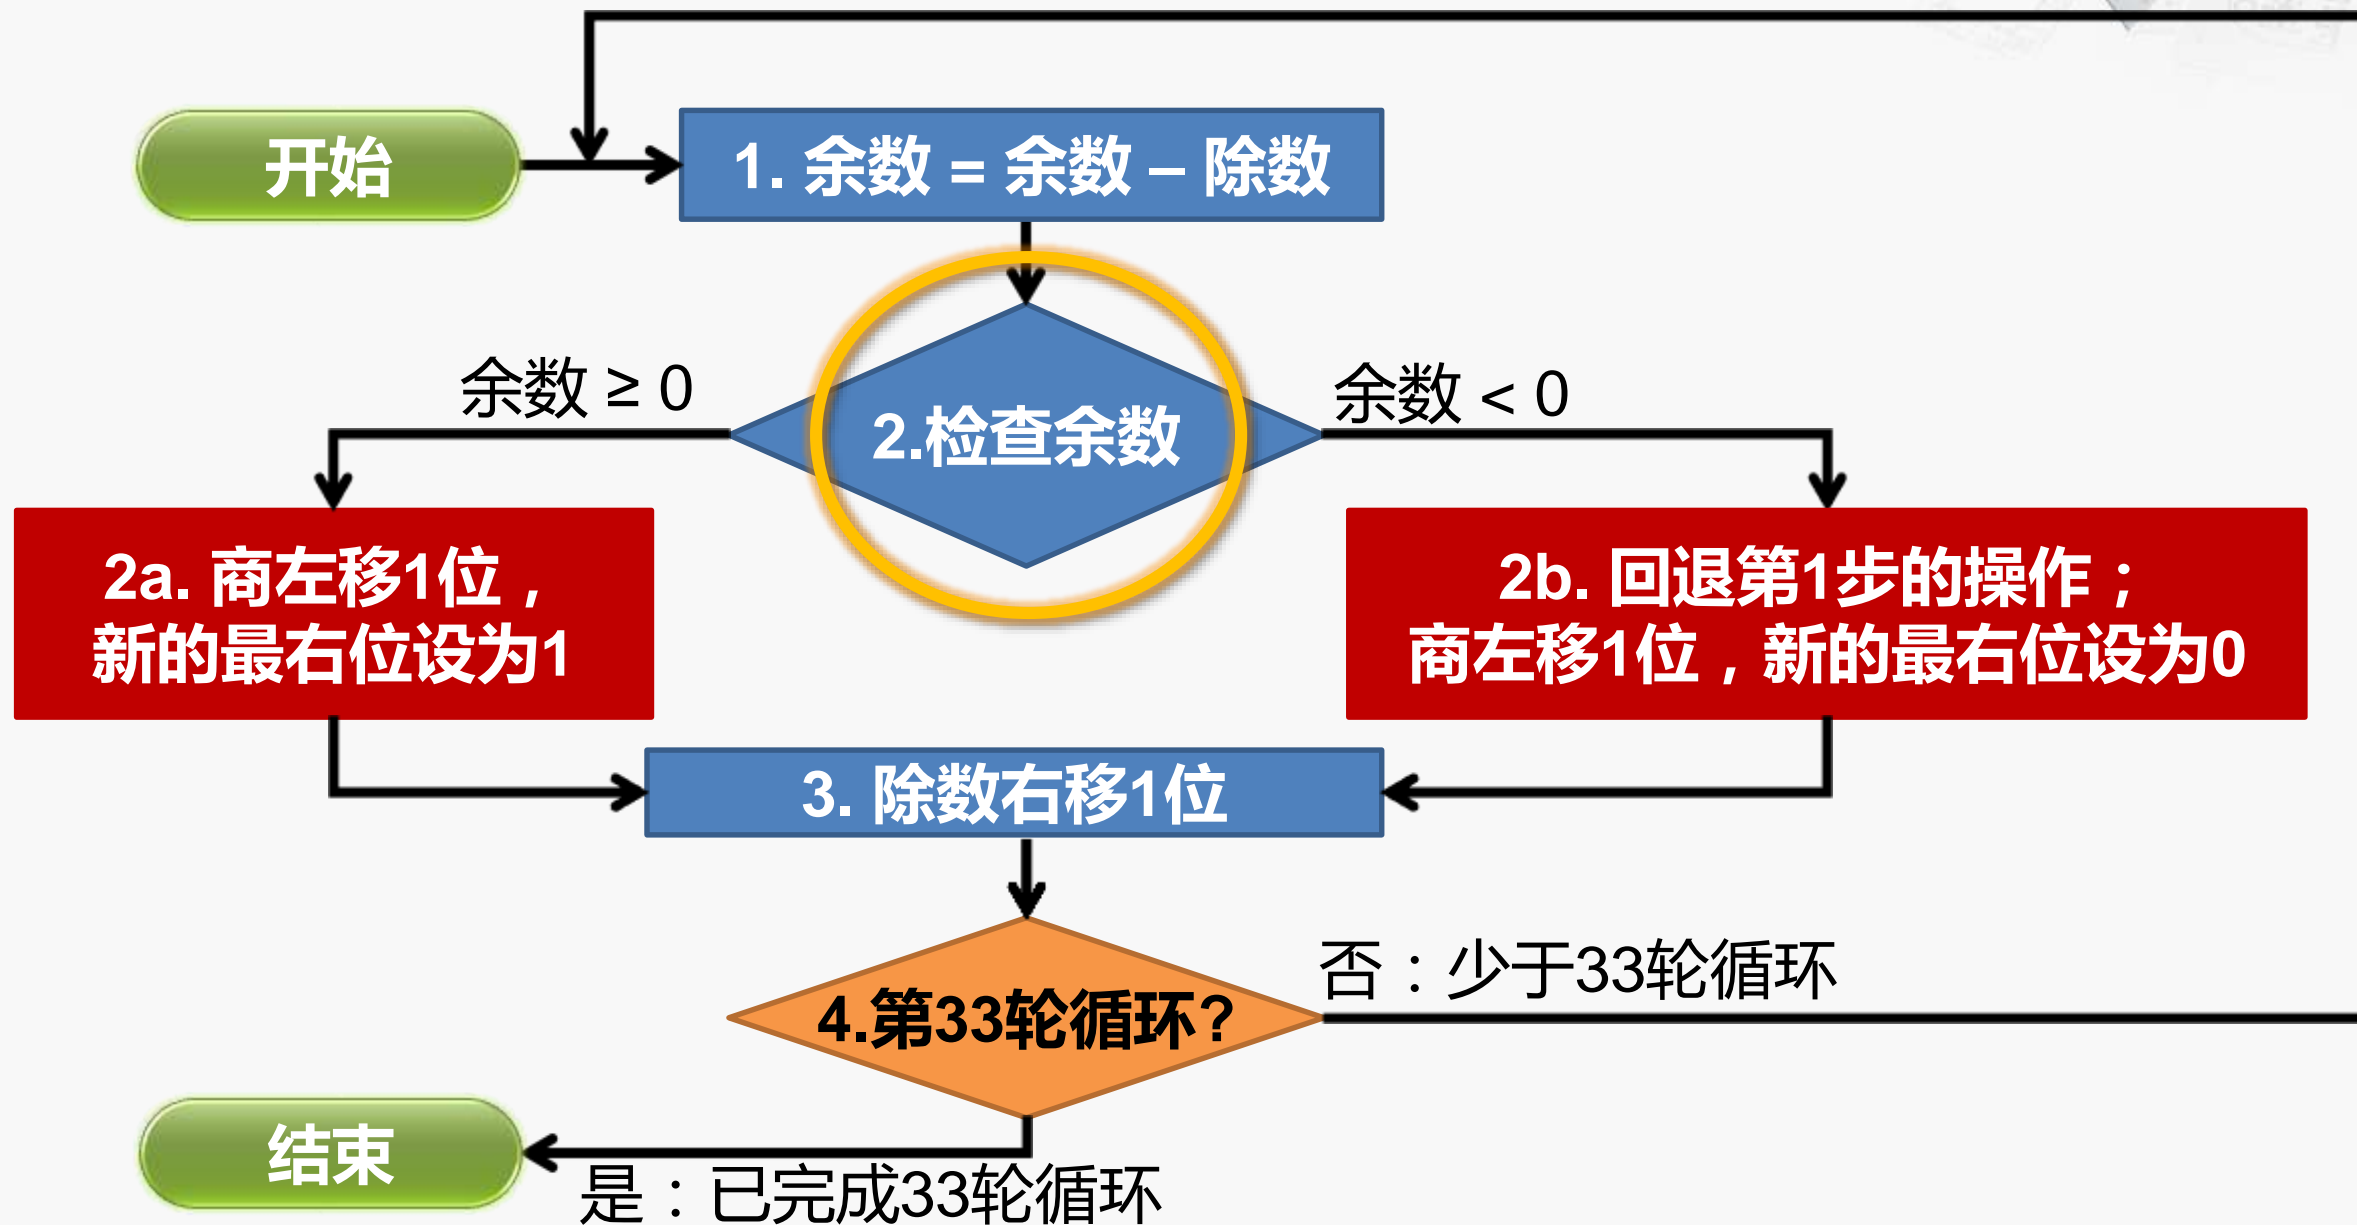 开始
1. 余数 = 余数 – 除数
余数 ≥ 0
2.检查余数
余数 < 0
2a. 商左移1位，
新的最右位设为1
2b. 回退第1步的操作；
商左移1位，新的最右位设为0
3. 除数右移1位
4.第33轮循环?
否：少于33轮循环
结束
是：已完成33轮循环